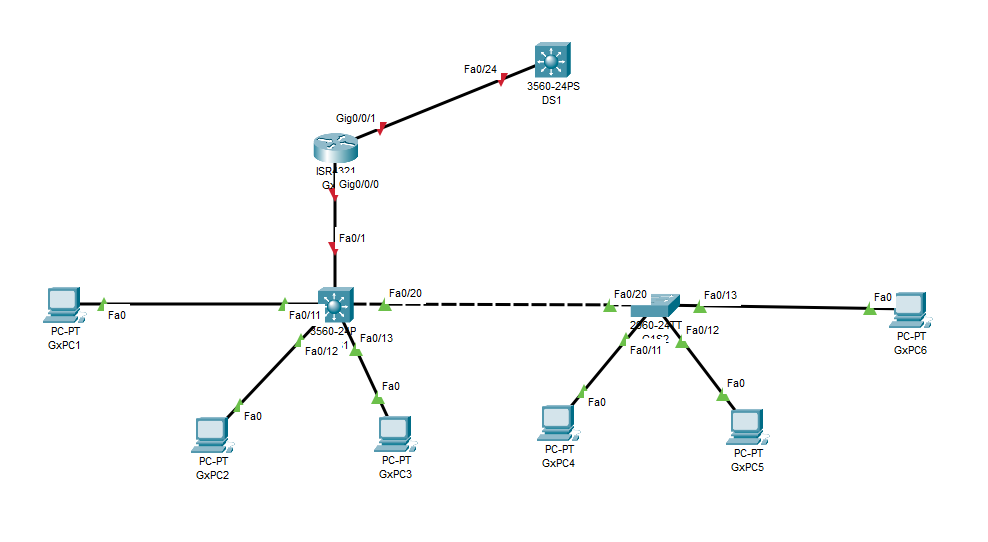 Fa0/24
3560-24PS
DS1
Gig0/0/1
ISR4321
Gig0/0/0
Fa0/1
Fa0/20
Fa0/20
Fa0/13
Fa0
Fa0
Fa0/11
PC-PT
GxPC1
Fa0/12
Fa0/13
Fa0/12
Fa0/11
PC-PT
GxPC6
Fa0
Fa0
Fa0
Fa0
PC-PT
GxPC2
PC-PT
GxPC3
PC-PT
GxPC4
PC-PT
GxPC5